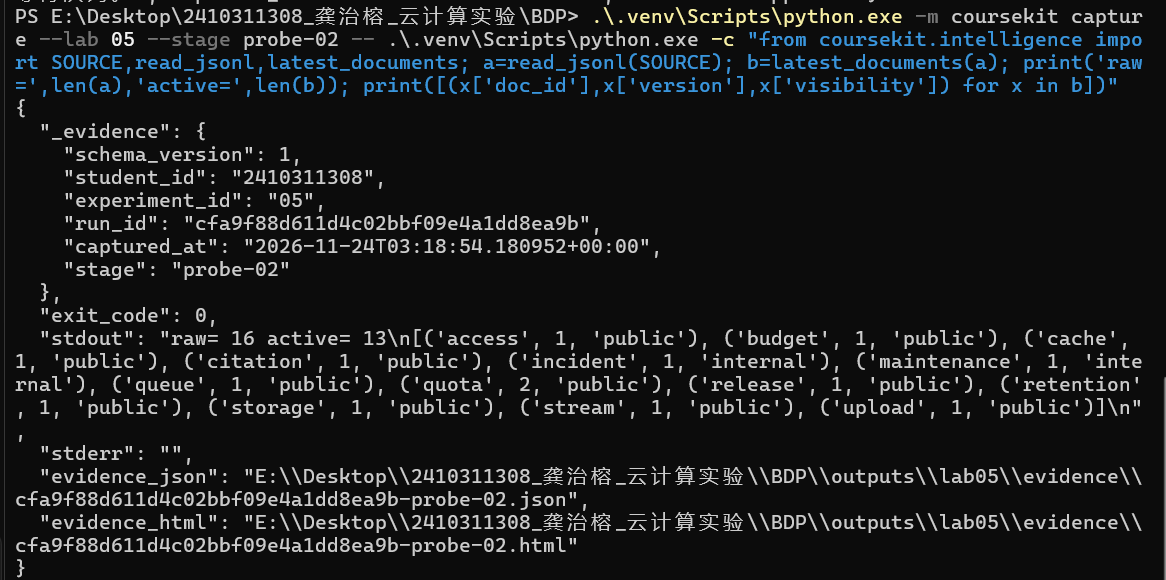 PS E:\Desktop\2410311308_龚治榕_云计算实验\BDP> .\.venv\Scripts\python.exe -m coursekit captur
e --lab 05 --stage probe-02 -- .\.venv\Scripts\python.exe -c "from coursekit.intelligence impo
rt SOURCE,read_jsonl,latest_documents; a=read_jsonl(SOURCE); b=latest_documents(a); print('raw
=',len(a),'active=',len(b)); print([(x['doc_id'],x['version'],x['visibility']) for x in b])"
{
  "_evidence": {
    "schema_version": 1,
    "student_id": "2410311308",
    "experiment_id": "05",
    "run_id": "cfa9f88d611d4c02bbf09e4a1dd8ea9b",
    "captured_at": "2026-11-24T03:18:54.180952+00:00",
    "stage": "probe-02"
  },
  "exit_code": 0,
  "stdout": "raw= 16 active= 13\n[('access', 1, 'public'), ('budget', 1, 'public'), ('cache',
1, 'public'), ('citation', 1, 'public'), ('incident', 1, 'internal'), ('maintenance', 1, 'inte
rnal'), ('queue', 1, 'public'), ('quota', 2, 'public'), ('release', 1, 'public'), ('retention'
, 1, 'public'), ('storage', 1, 'public'), ('stream', 1, 'public'), ('upload', 1, 'public')]\n"
,
  "stderr": "",
  "evidence_json": "E:\\Desktop\\2410311308_龚治榕_云计算实验\\BDP\\outputs\\lab05\\evidence\\
cfa9f88d611d4c02bbf09e4a1dd8ea9b-probe-02.json",
  "evidence_html": "E:\\Desktop\\2410311308_龚治榕_云计算实验\\BDP\\outputs\\lab05\\evidence\\
cfa9f88d611d4c02bbf09e4a1dd8ea9b-probe-02.html"
}